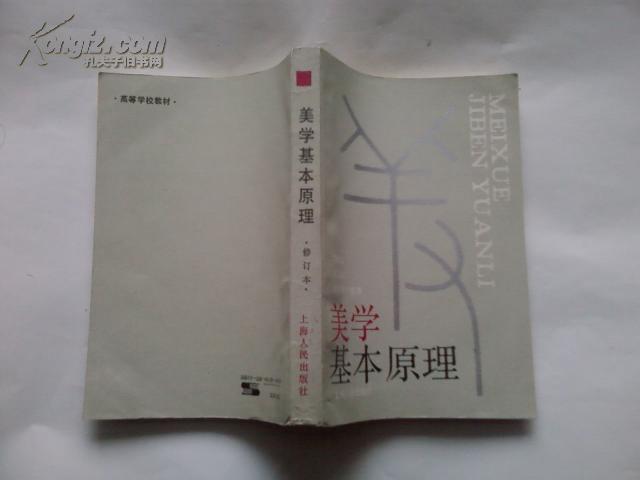 Kongfz.com
孔夫子旧书网
·高等学校教材·
美学基本原理
·修订本·
上海人民出版社
MEIXUE
JIBEN YUANLI
美学
基本原理